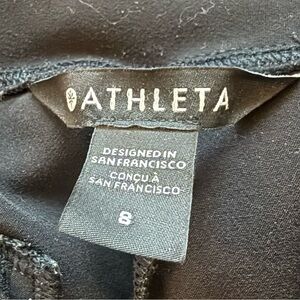 ATHLETA
DESIGNED IN
SAN FRANCISCO
CONÇU À
SAN FRANCISCO
8